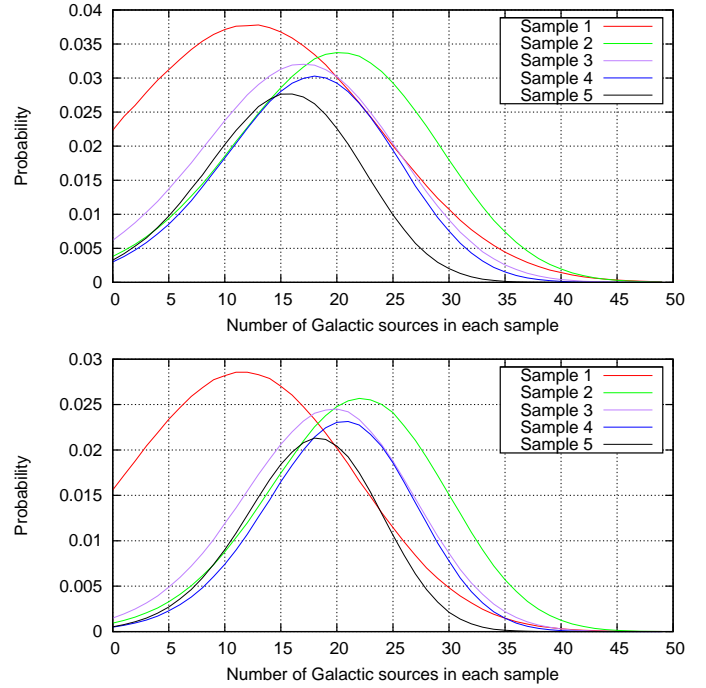 0.04
0.035
0.03
0.025
0.02
0.015
0.01
0.005
0
Probability
Sample 1
Sample 2
Sample 3
Sample 4
Sample 5
0 5 10 15 20 25 30 35 40 45 50
Number of Galactic sources in each sample
0.03
0.025
0.02
0.015
0.01
0.005
0
Probability
Sample 1
Sample 2
Sample 3
Sample 4
Sample 5
0 5 10 15 20 25 30 35 40 45 50
Number of Galactic sources in each sample